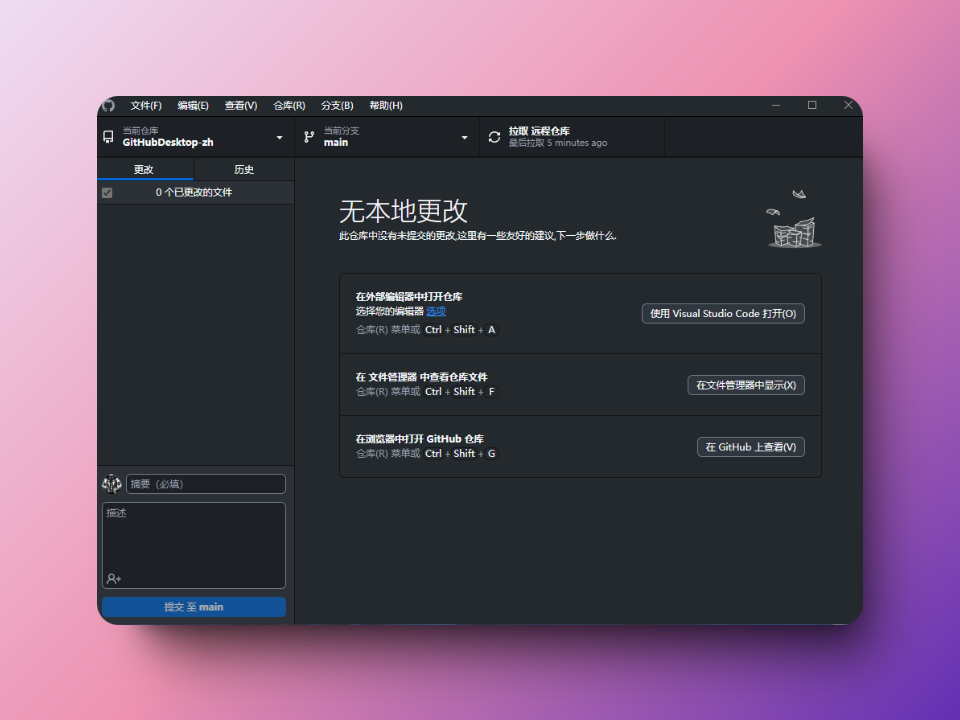 文件(F) 编辑(E) 查看(V) 仓库(R) 分支(B) 帮助(H)
当前仓库
GitHubDesktop-zh
当前分支
main
拉取 远程仓库
最后拉取 5 minutes ago
更改 历史
0 个已更改的文件
无本地更改
此仓库中没有未提交的更改,这里有一些友好的建议,下一步做什么.
在外部编辑器中打开仓库
选择您的编辑器 选项
仓库(R) 菜单或 Ctrl + Shift + A
使用 Visual Studio Code 打开(O)
在 文件管理器 中查看仓库文件
仓库(R) 菜单或 Ctrl + Shift + F
在文件管理器中显示(X)
在浏览器中打开 GitHub 仓库
仓库(R) 菜单或 Ctrl + Shift + G
在 GitHub 上查看(V)
摘要（必填）
描述
提交 至 main